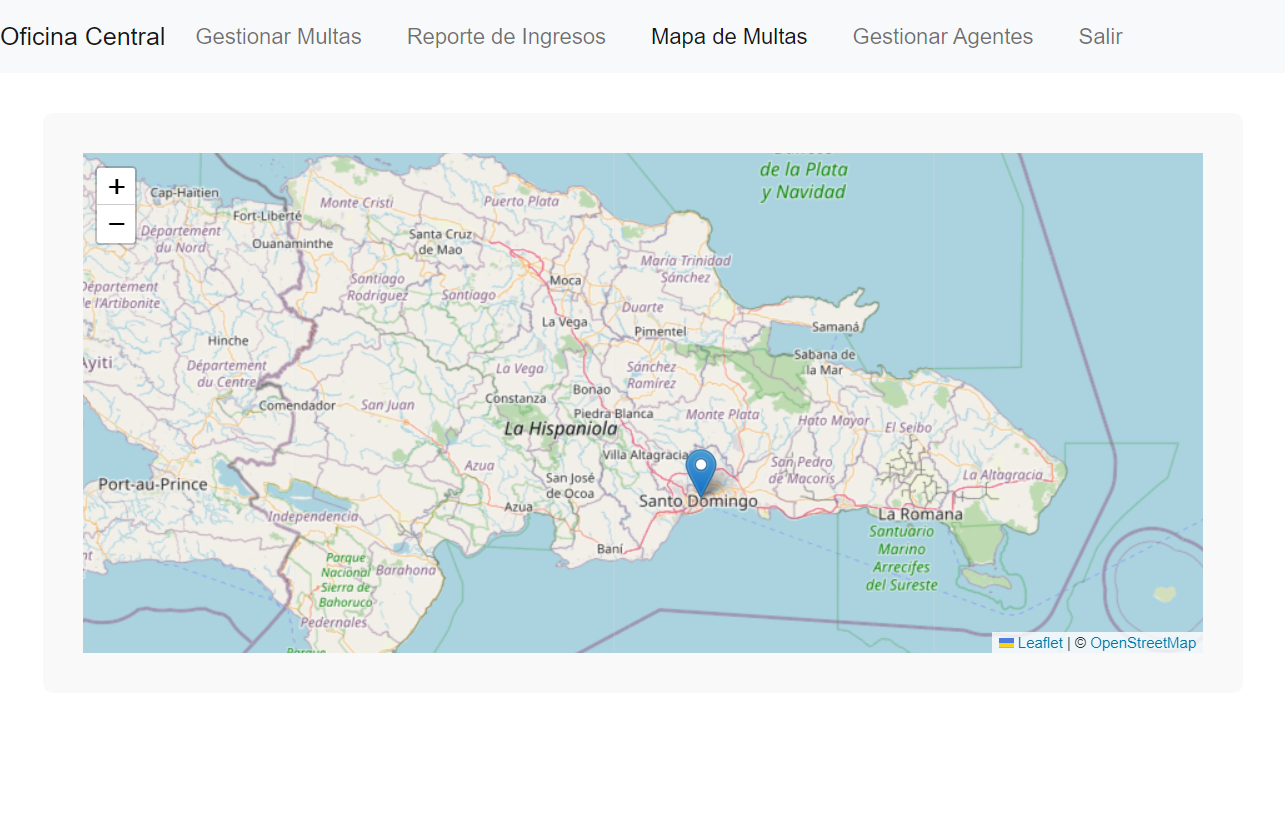 Oficina Central Gestionar Multas Reporte de Ingresos Mapa de Multas Gestionar Agentes Salir
+
−
de la Plata
y Navidad
Cap-Haïtien
Monte Cristi
Puerto Plata
Fort-Liberté
Département
du Nord
Ouanaminthe
Santa Cruz
de Mao
María Trinidad
Sánchez
Santiago
Rodríguez
Moca
Département
de l'Artibonite
Santiago
Duarte
La Vega
Pimentel
Samaná
Hinche
Sabana de
la Mar
Ayiti
Département
du Centre
La Vega
Sánchez
Ramírez
Bonao
Constanza
Comendador
San Juan
Piedra Blanca
Monte Plata
Hato Mayor
El Seibo
La Hispaniola
Villa Altagracia
Azua
San Pedro
de Macorís
La Altagracia
San José
de Ocoa
Port-au-Prince
Santo Domingo
Azua
Independencia
La Romana
Santuario
Marino
Arrecifes
del Sureste
Baní
Parque
Nacional
Sierra de
Bahoruco
Barahona
Pedernales
Parque
Leaflet | © OpenStreetMap